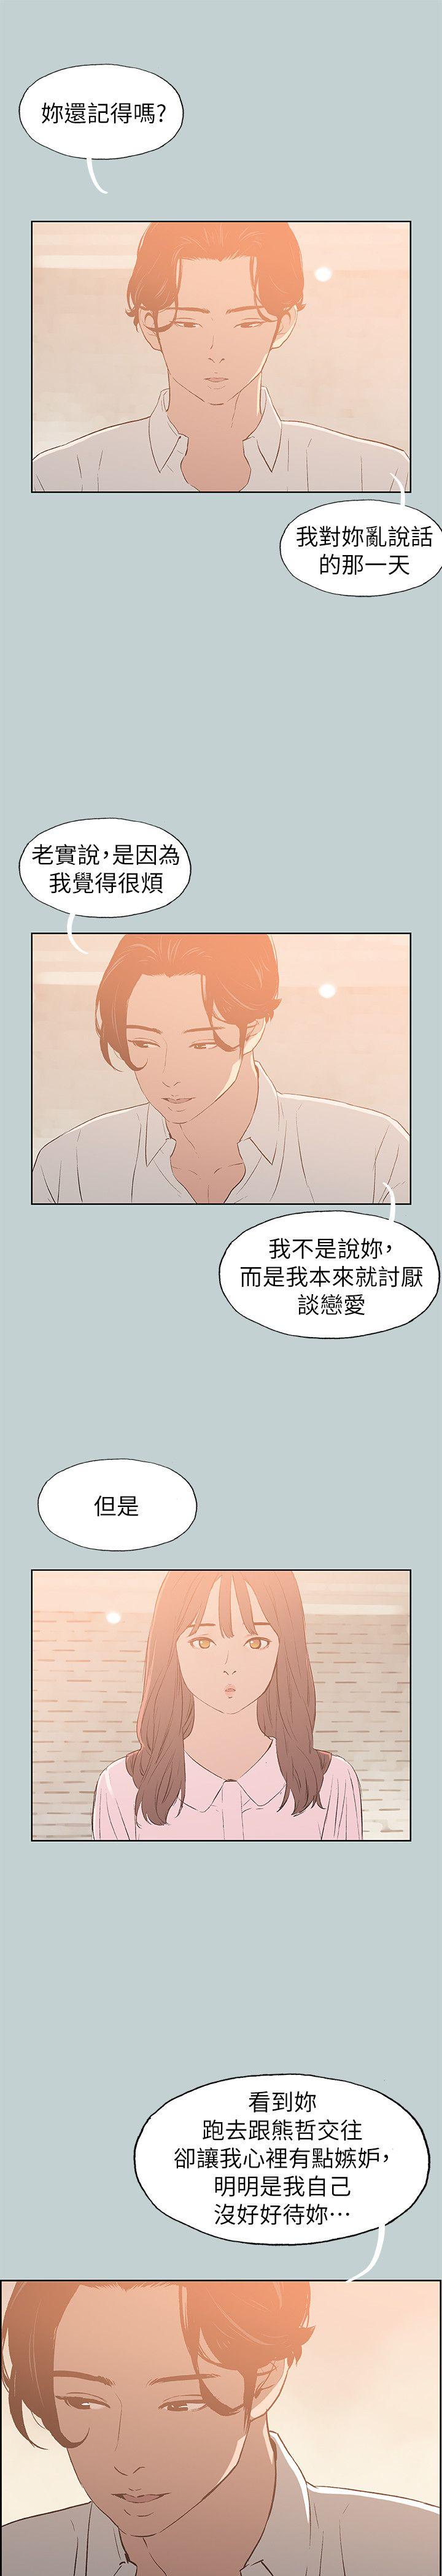 妳還記得嗎?
我對妳亂說話
的那一天
老實說，是因為
我覺得很煩
我不是說妳，
而是我本來就討厭
談戀愛
但是
看到妳
跑去跟熊哲交往
卻讓我心裡有點嫉妒，
明明是我自己
沒好好待妳…